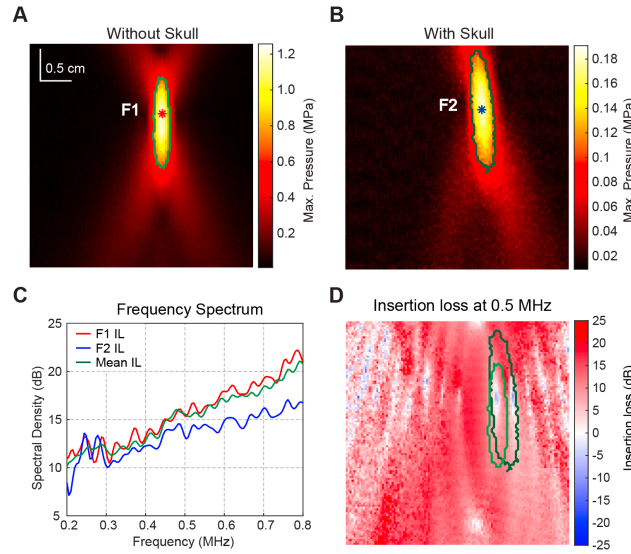 A
Without Skull
0.5 cm
F1
1.2
1.0
0.8
0.6
0.4
0.2
Max. Pressure (MPa)
B
With Skull
F2
0.18
0.16
0.14
0.12
0.1
0.08
0.06
0.04
0.02
Max. Pressure (MPa)
C
Frequency Spectrum
F1 IL
F2 IL
Mean IL
25
20
15
10
5
Spectral Density (dB)
0.2 0.3 0.4 0.5 0.6 0.7 0.8
Frequency (MHz)
D
Insertion loss at 0.5 MHz
25
20
15
10
5
0
-5
-10
-15
-20
-25
Insertion loss (dB)